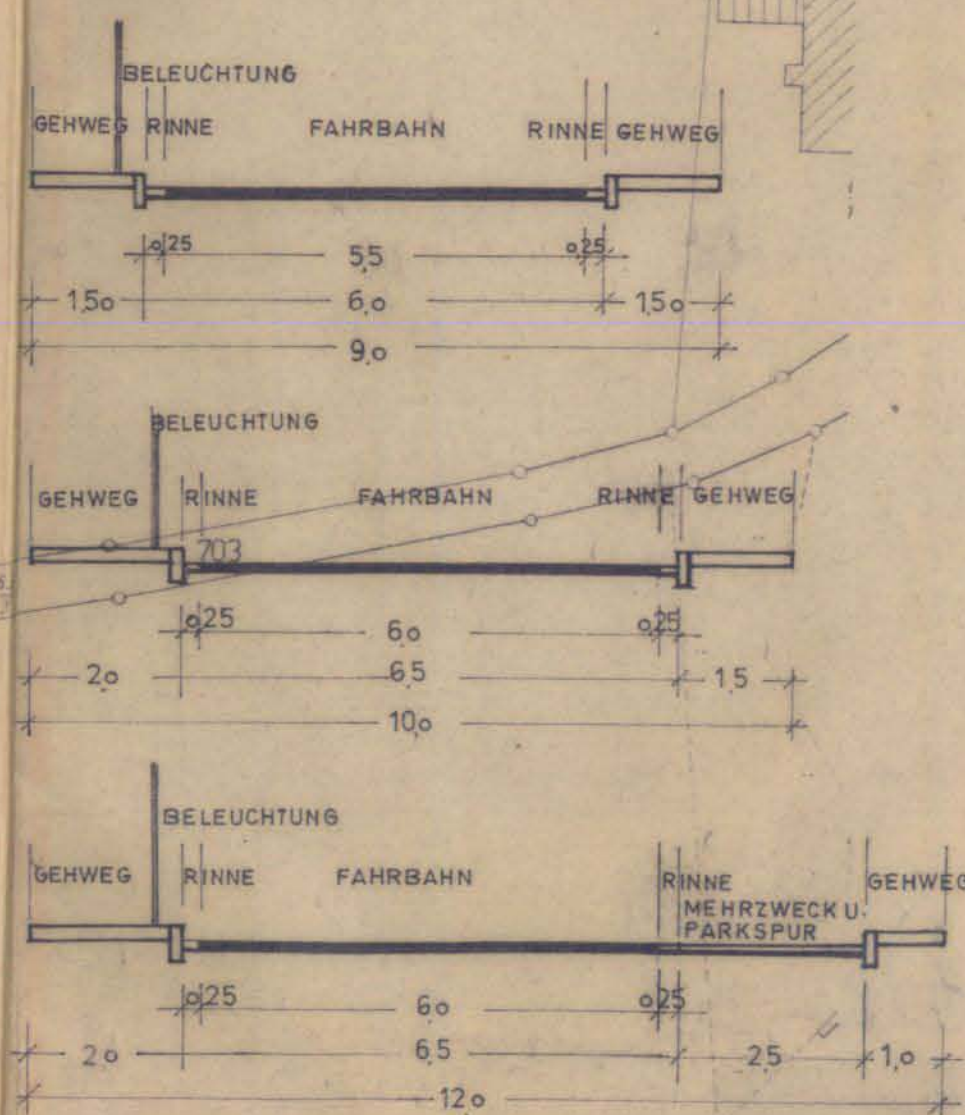 BELEUCHTUNG
GEHWEG RINNE FAHRBAHN RINNE GEHWEG
0,25 5,5 0,25
1,50 6,0 1,50
9,0
BELEUCHTUNG
GEHWEG RINNE FAHRBAHN RINNE GEHWEG
703
0,25 6,0 0,25
2,0 6,5 1,5
10,0
BELEUCHTUNG
GEHWEG RINNE FAHRBAHN RINNE GEHWEG
MEHRZWECK U.
PARKSPUR
0,25 6,0 0,25
2,0 6,5 2,5 1,0
12,0